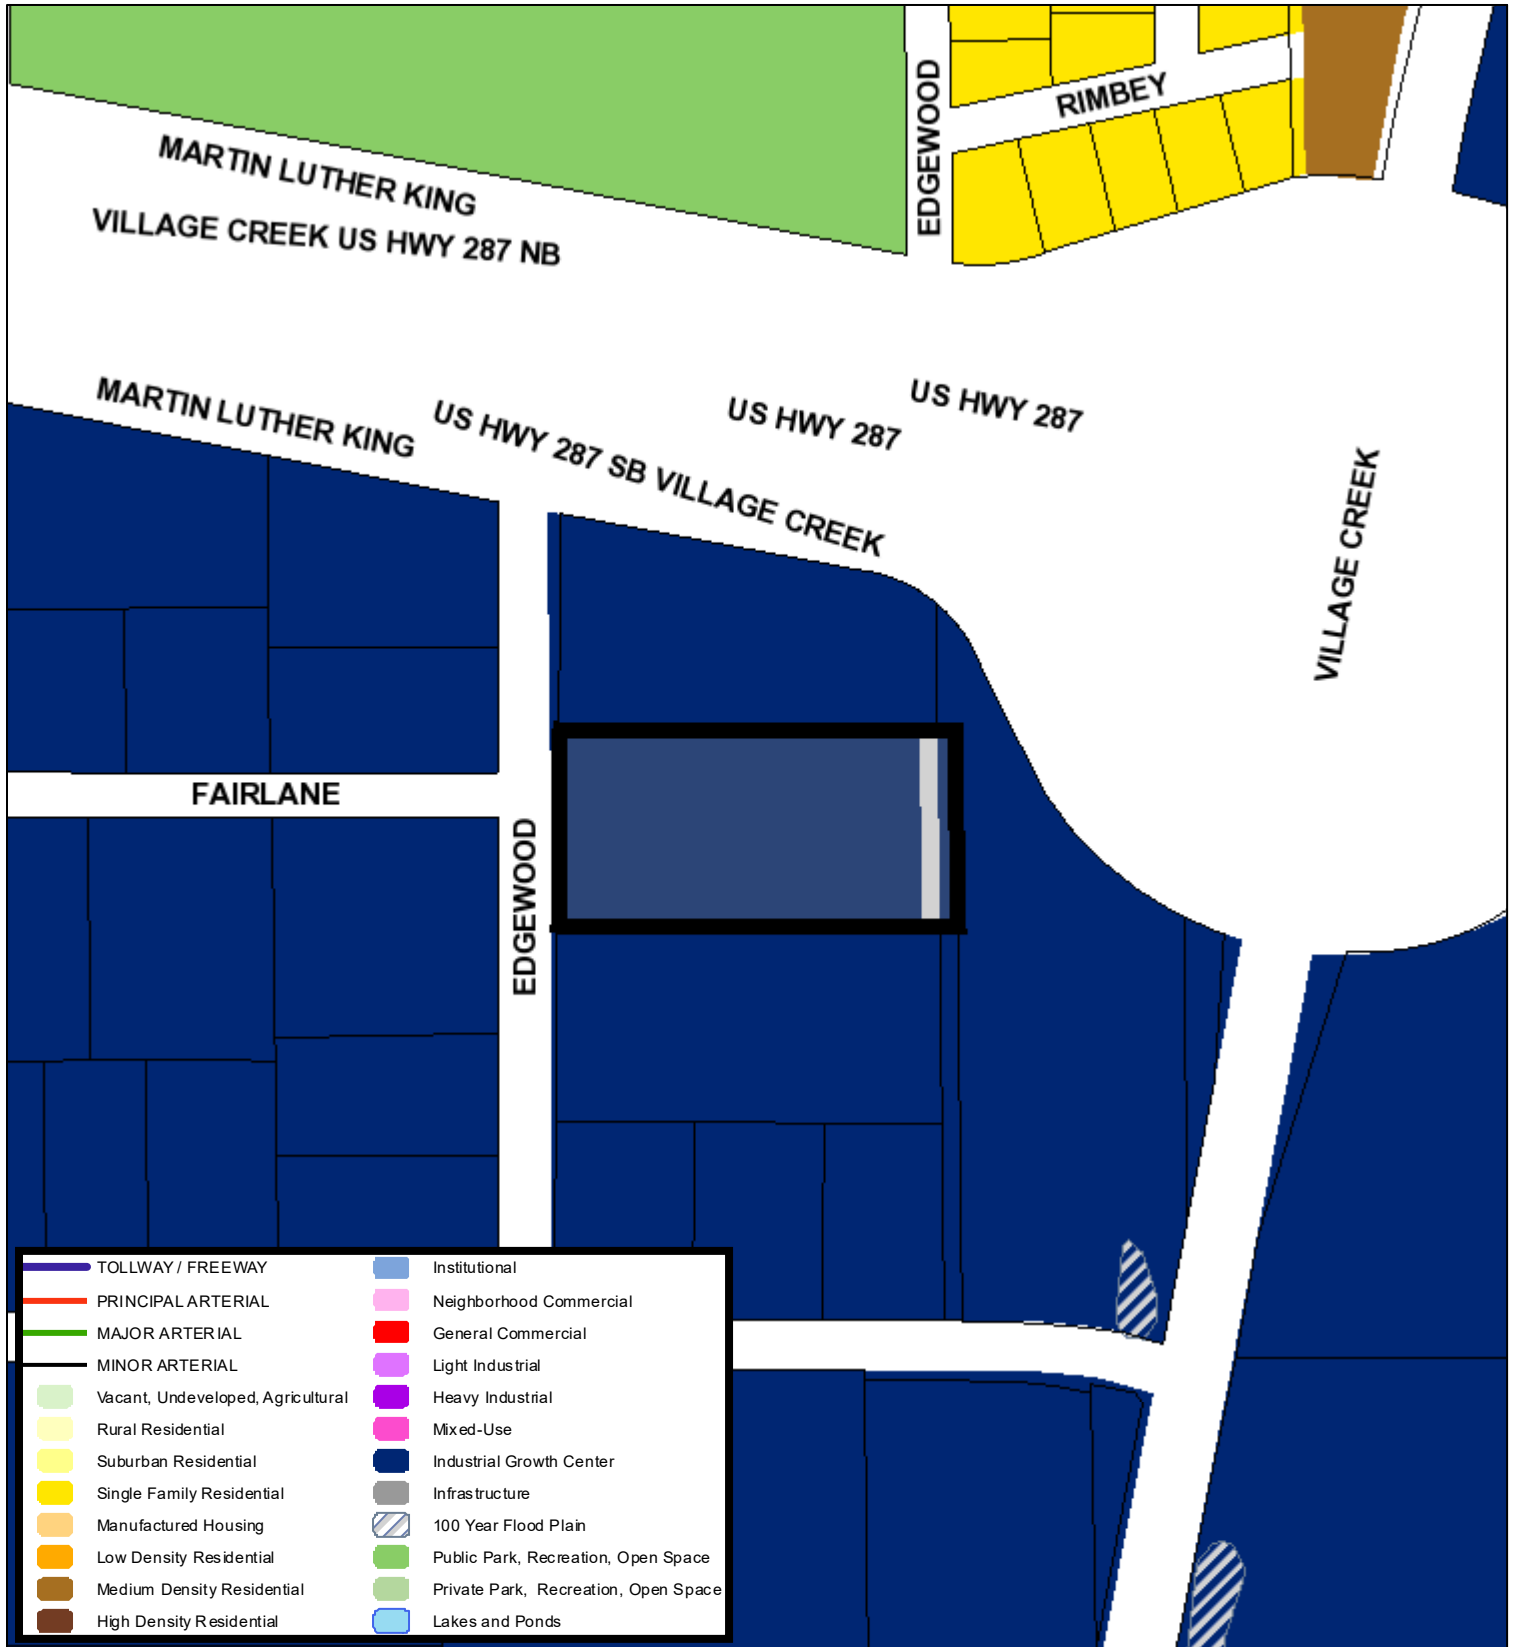 EDGEWOOD
RIMBEY
MARTIN LUTHER KING
VILLAGE CREEK US HWY 287 NB
MARTIN LUTHER KING
US HWY 287 SB VILLAGE CREEK
US HWY 287
US HWY 287
VILLAGE CREEK
FAIRLANE
EDGEWOOD
TOLLWAY / FREEWAY
PRINCIPAL ARTERIAL
MAJOR ARTERIAL
MINOR ARTERIAL
Vacant, Undeveloped, Agricultural
Rural Residential
Suburban Residential
Single Family Residential
Manufactured Housing
Low Density Residential
Medium Density Residential
High Density Residential
Institutional
Neighborhood Commercial
General Commercial
Light Industrial
Heavy Industrial
Mixed-Use
Industrial Growth Center
Infrastructure
100 Year Flood Plain
Public Park, Recreation, Open Space
Private Park, Recreation, Open Space
Lakes and Ponds